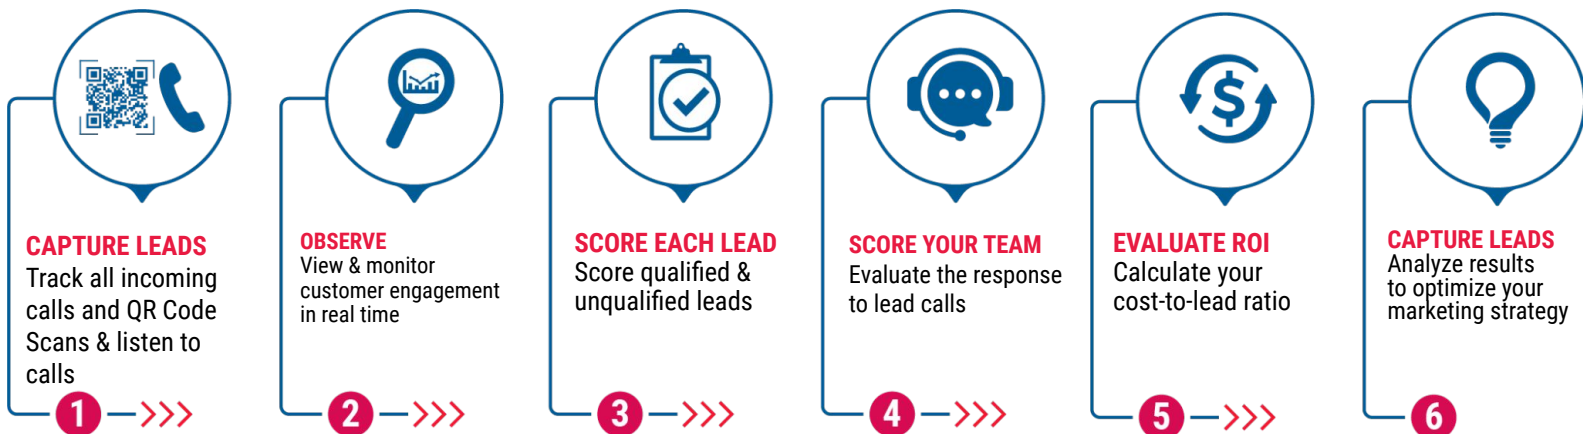 CAPTURE LEADS
Track all incoming
calls and QR Code
Scans & listen to
calls
1
OBSERVE
View & monitor
customer engagement
in real time
2
SCORE EACH LEAD
Score qualified &
unqualified leads
3
SCORE YOUR TEAM
Evaluate the response
to lead calls
4
EVALUATE ROI
Calculate your
cost-to-lead ratio
5
CAPTURE LEADS
Analyze results
to optimize your
marketing strategy
6